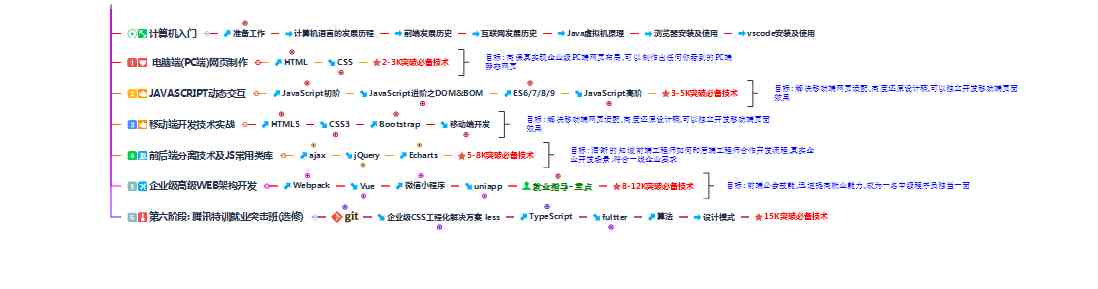 计算机入门 准备工作 计算机语言的发展历程 前端发展历史 互联网发展历史 Java虚拟机原理 浏览器安装及使用 vscode安装及使用
1 电脑端(PC端)网页制作 HTML CSS 2-3K突破必备技术 目标: 高保真实现企业级PC端网页布局,可以制作出任何你看到的PC端
静态网页
2 JAVASCRIPT动态交互 JavaScript初阶 JavaScript进阶之DOM&BOM ES6/7/8/9 JavaScript高阶 3-5K突破必备技术 目标: 解决移动端网页适配,高度还原设计稿,可以独立开发移动端页面
效果
3 移动端开发技术实战 HTML5 CSS3 Bootstrap 移动端开发 目标: 解决移动端网页适配,高度还原设计稿,可以独立开发移动端页面
效果
4 前后端分离技术及JS常用类库 ajax jQuery Echarts 5-8K突破必备技术 目标: 清晰的知道前端工程师如何和后端工程师合作开发流程,真实企
业开发场景,符合一线企业要求
5 企业级高级WEB架构开发 Webpack Vue 微信小程序 uniapp 就业指导-重点 8-12K突破必备技术 目标: 前端必会技能,迅速提高就业能力,成为一名中级程序员独当一面
6 第六阶段: 腾讯特训就业突击班(选修) git 企业级CSS工程化解决方案 less TypeScript fultter 算法 设计模式 15K突破必备技术